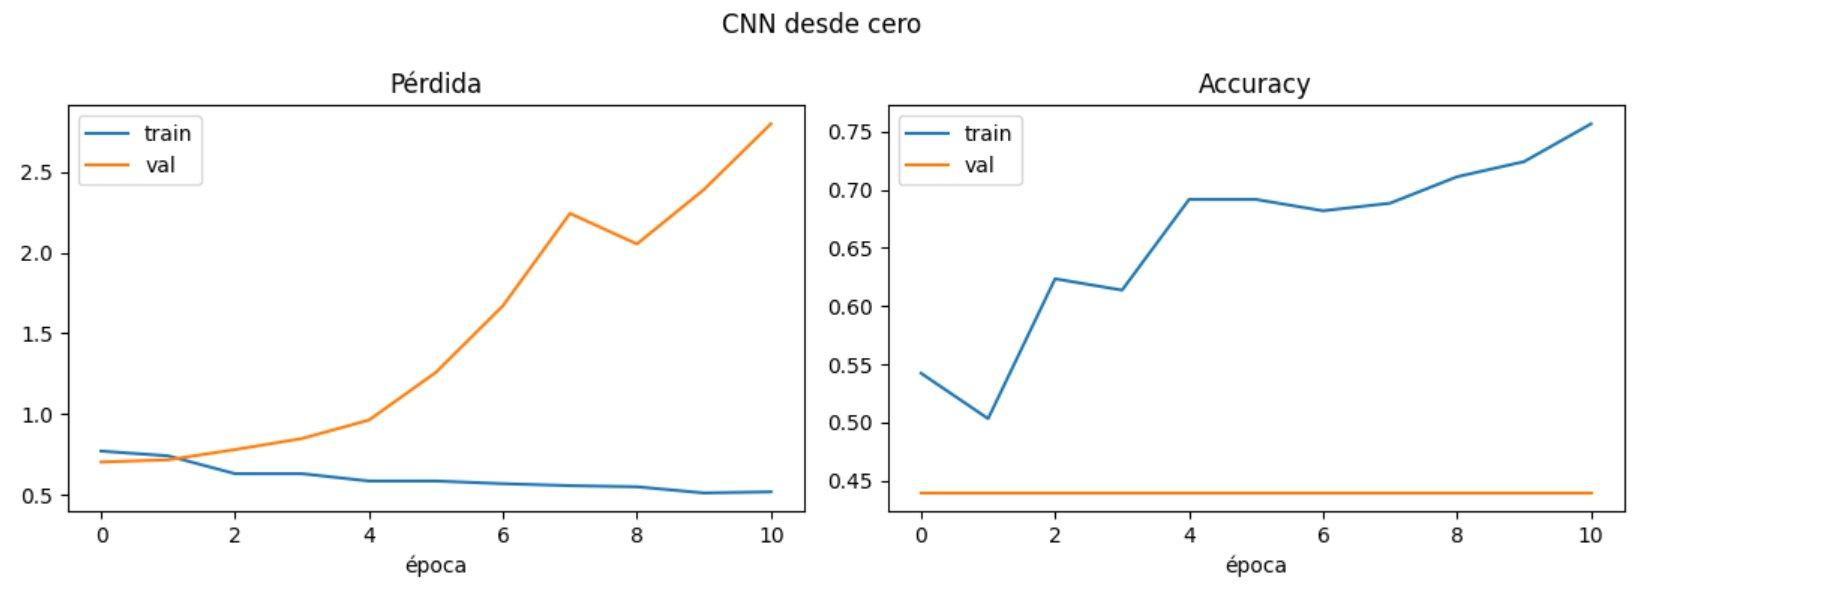 CNN desde cero
Pérdida
train
val
2.5
2.0
1.5
1.0
0.5
0 2 4 6 8 10
época
Accuracy
train
val
0.75
0.70
0.65
0.60
0.55
0.50
0.45
0 2 4 6 8 10
época